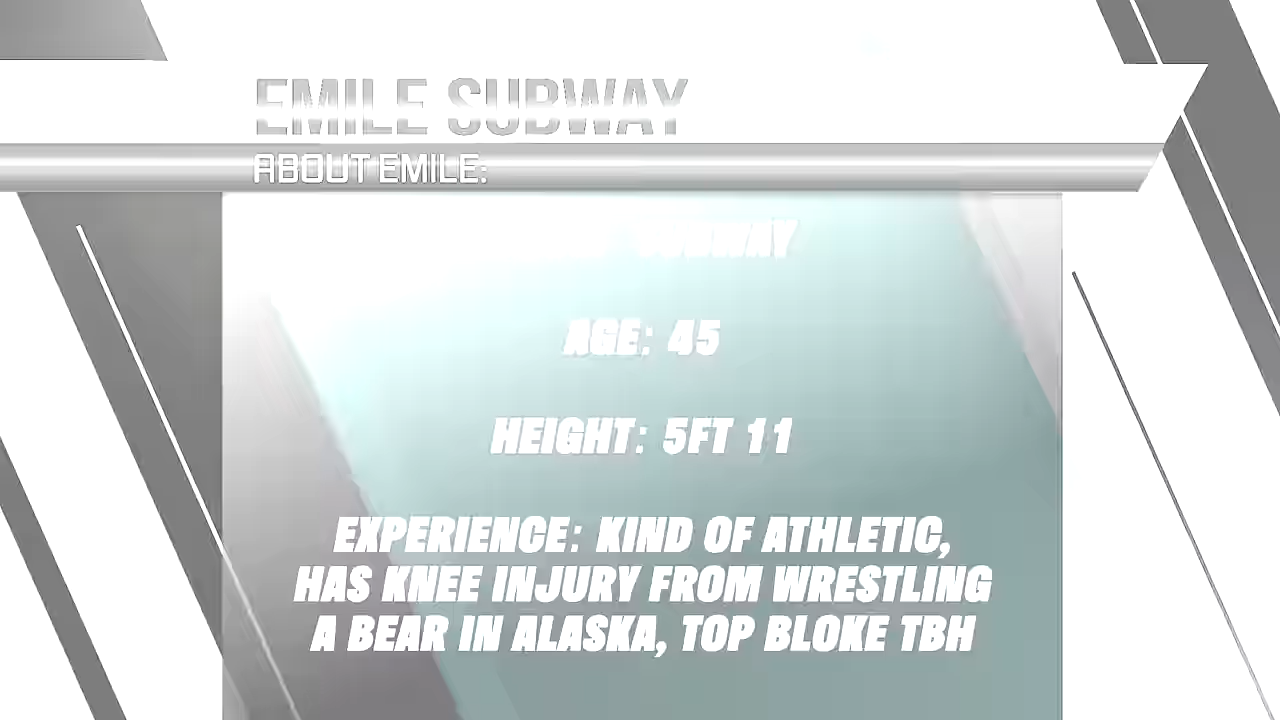 EMILE SUBWAY
ABOUT EMILE:
SUBWAY
AGE: 45
HEIGHT: 5FT 11
EXPERIENCE: KIND OF ATHLETIC,
HAS KNEE INJURY FROM WRESTLING
A BEAR IN ALASKA, TOP BLOKE TBH